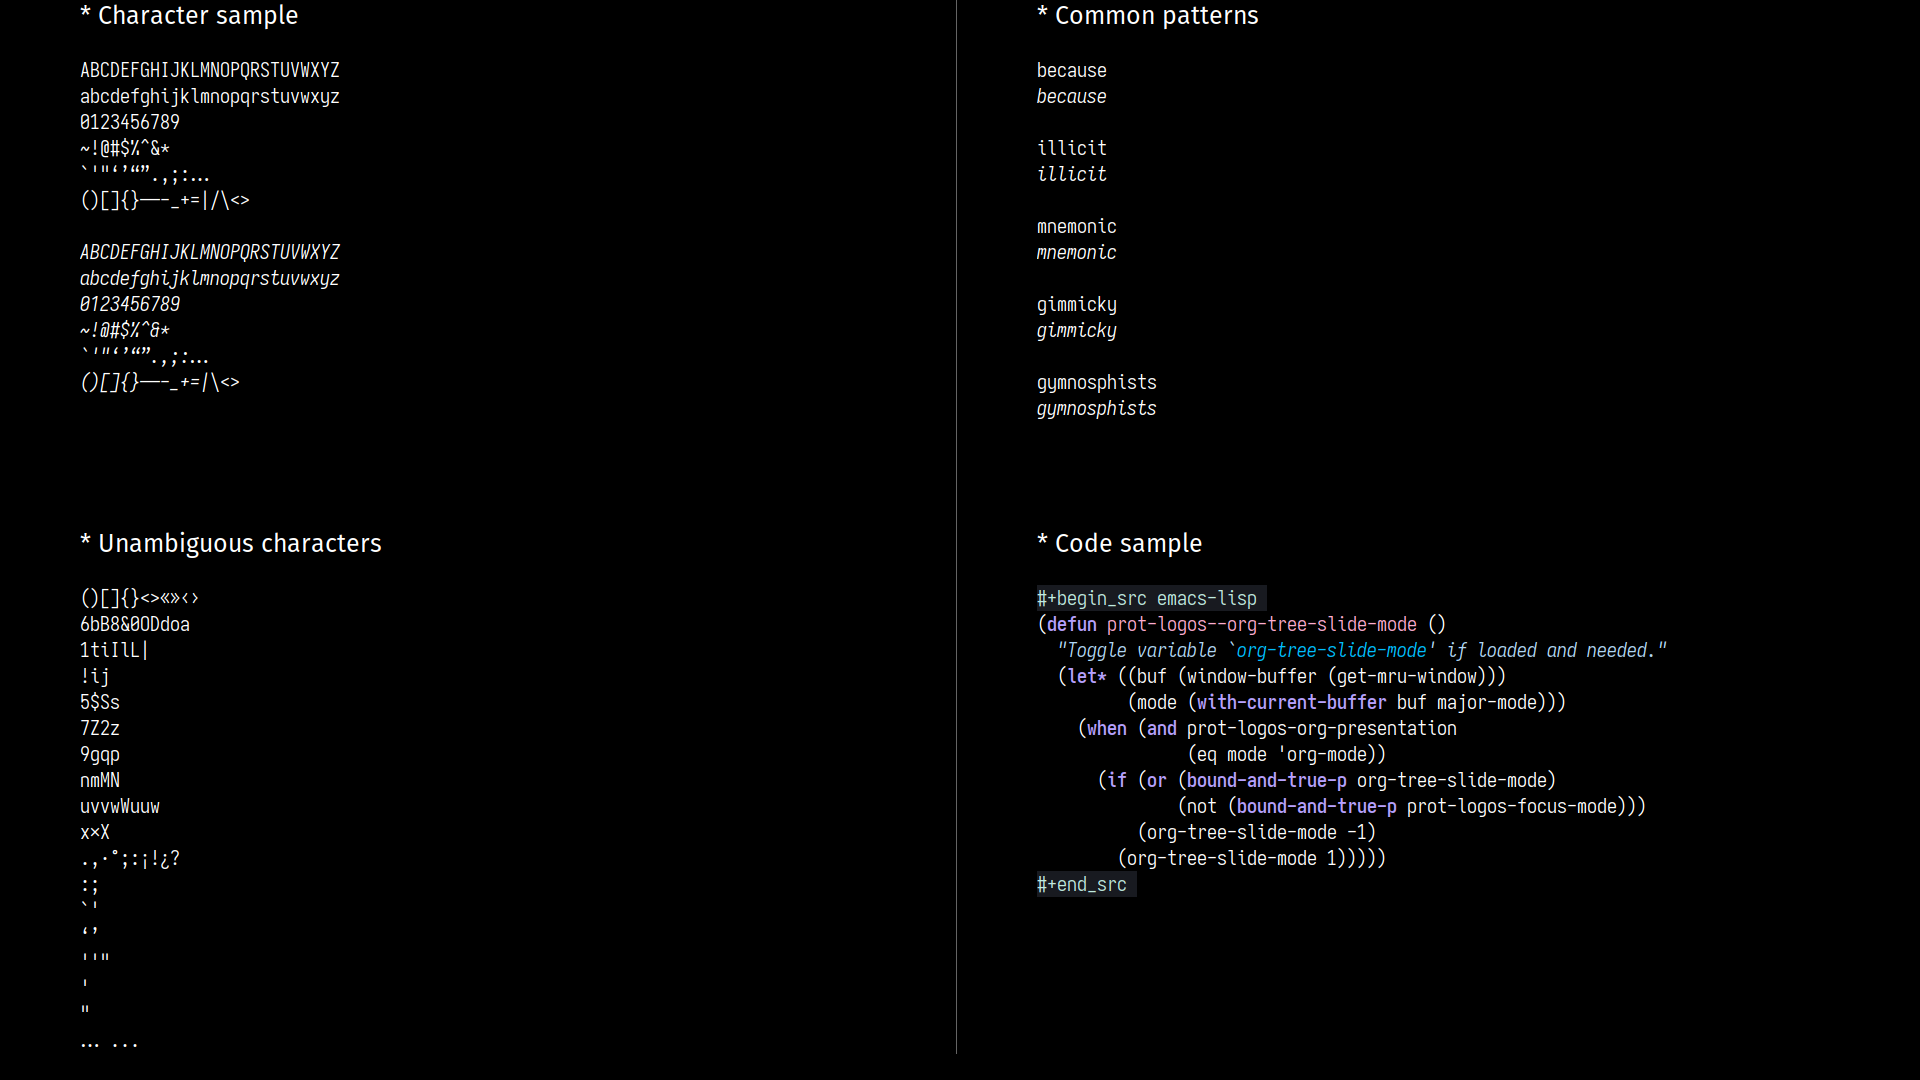 * Character sample
ABCDEFGHIJKLMNOPQRSTUVWXYZ
abcdefghijklmnopqrstuvwxyz
0123456789
~!@#$%^&*
`'"‘’“”.,;:…
()[]{}—–-_+=|/\<>
ABCDEFGHIJKLMNOPQRSTUVWXYZ
abcdefghijklmnopqrstuvwxyz
0123456789
~!@#$%^&*
`'"‘’“”.,;:…
()[]{}—–-_+=|\<>
* Unambiguous characters
()[]{}<>«»‹›
6bB8&0ODdoa
1tiIlL|
!ij
5$Ss
7Z2z
9gqp
nmMN
uvvwWuuw
x×X
.,·°;:¡!¿?
:;
`'
‘’
''"
'
"
… ...
* Common patterns
because
because
illicit
illicit
mnemonic
mnemonic
gimmicky
gimmicky
gymnosphists
gymnosphists
* Code sample
#+begin_src emacs-lisp
(defun prot-logos--org-tree-slide-mode ()
  "Toggle variable `org-tree-slide-mode' if loaded and needed."
  (let* ((buf (window-buffer (get-mru-window)))
         (mode (with-current-buffer buf major-mode)))
    (when (and prot-logos-org-presentation
               (eq mode 'org-mode))
      (if (or (bound-and-true-p org-tree-slide-mode)
              (not (bound-and-true-p prot-logos-focus-mode)))
          (org-tree-slide-mode -1)
        (org-tree-slide-mode 1)))))
#+end_src